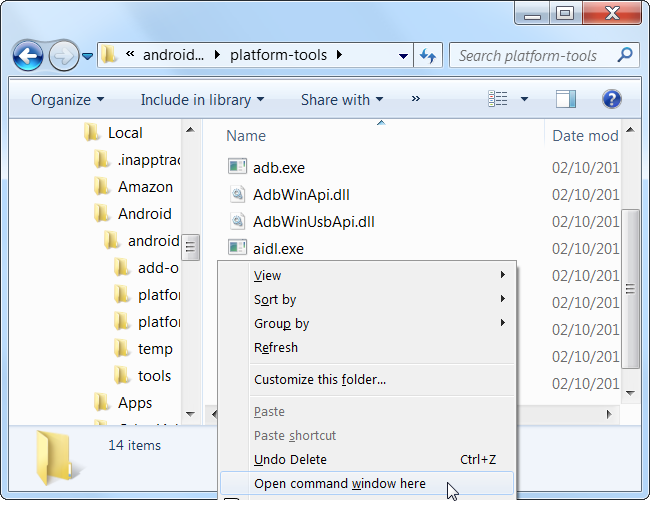 « android... ▸ platform-tools ▸
Search platform-tools
Organize Include in library Share with »
Local
.inapptrac
Amazon
Android
android
add-o
platfor
platfor
temp
tools
Apps
Name Date mod
adb.exe 02/10/201
AdbWinApi.dll 02/10/201
AdbWinUsbApi.dll 02/10/201
aidl.exe 02/10/201
02/10/201
02/10/201
02/10/201
02/10/201
02/10/201
View
Sort by
Group by
Refresh
Customize this folder...
Paste
Paste shortcut
Undo Delete Ctrl+Z
Open command window here
14 items